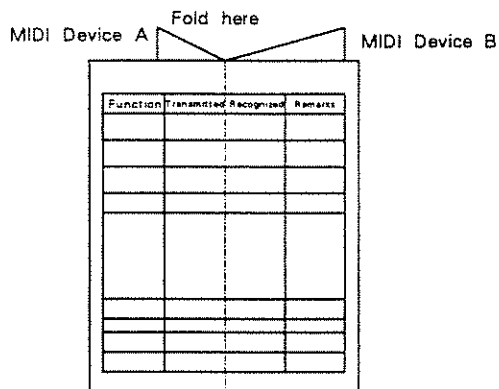 Fold here
MIDI Device A
MIDI Device B
Function Transmitted Recognized Remarks